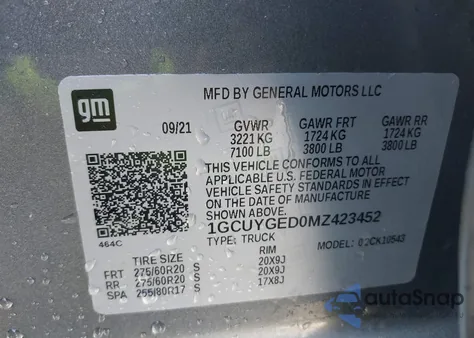 gm
MFD BY GENERAL MOTORS LLC
09/21 GVWR GAWR FRT GAWR RR
3221 KG 1724 KG 1724 KG
7100 LB 3800 LB 3800 LB
THIS VEHICLE CONFORMS TO ALL
APPLICABLE U.S. FEDERAL MOTOR
VEHICLE SAFETY STANDARDS IN EFFECT
ON THE DATE OF MANUFACTURE SHOWN ABOVE.
1GCUYGED0MZ423452
464C TYPE: TRUCK MODEL:
TIRE SIZE RIM
FRT 275/60R20 S 20X9J
RR 275/60R20 S 20X9J
SPA 255/80R17 S 17X8J
autoSnap